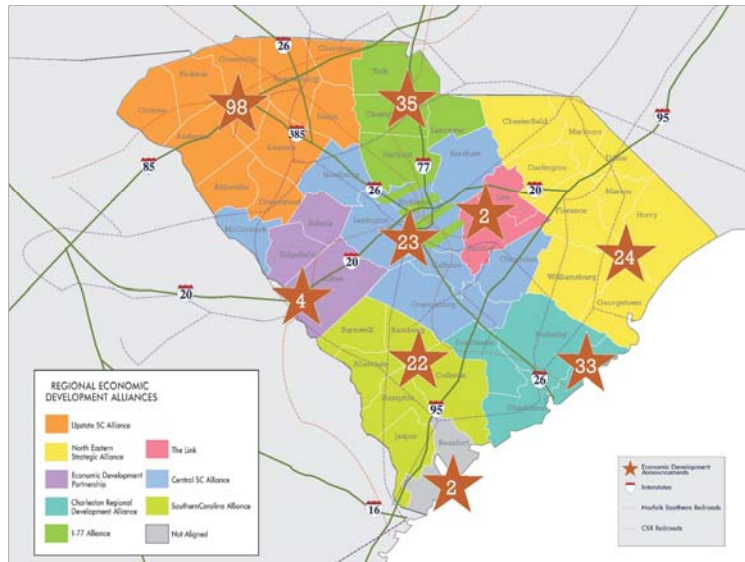 26
Cherokee
Greenville
Pickens
Spartanburg
York
Oconee
98
35
Union
Chester
Anderson
385
Lancaster
Chesterfield
Marlboro
95
Laurens
Fairfield
77
Dillon
85
Kershaw
Darlington
Abbeville
Newberry
26
20
Marion
Greenwood
Lee
Richland
2
Florence
Horry
McCormick
Saluda
Lexington
23
24
Edgefield
20
Calhoun
Clarendon
Aiken
Williamsburg
20
4
Orangeburg
Georgetown
Barnwell
Bamberg
Dorchester
Berkeley
Allendale
22
33
Colleton
26
Hampton
95
Charleston
Jasper
Beaufort
2
16
REGIONAL ECONOMIC
DEVELOPMENT ALLIANCES
Upstate SC Alliance
North Eastern
Strategic Alliance
The Link
Economic Development
Partnership
Central SC Alliance
Charleston Regional
Development Alliance
SouthernCarolina Alliance
I-77 Alliance
Not Aligned
Economic Development
Announcements
Interstates
Norfolk Southern Railroads
CSX Railroads